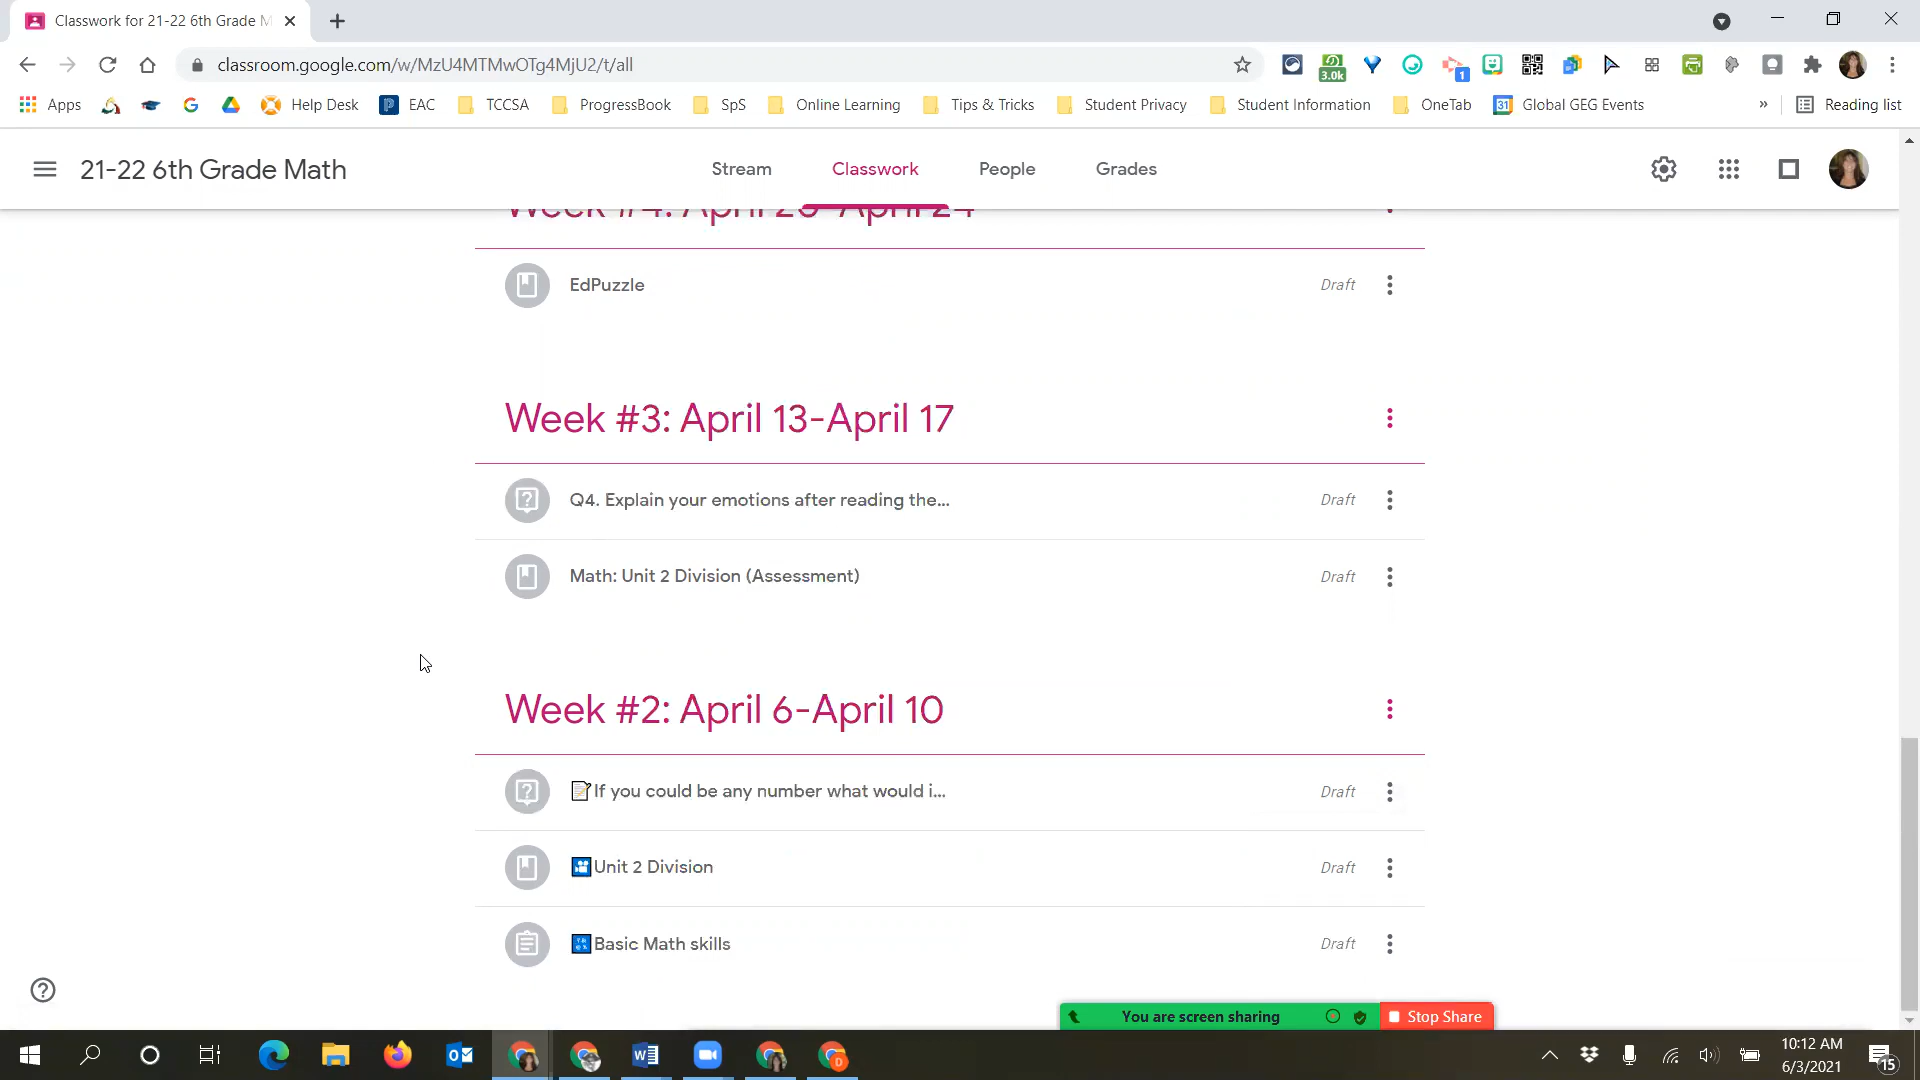 Classwork for 21-22 6th Grade M
classroom.google.com/w/MzU4MTMwOTg4MjU2/t/all
3.0k
1
Apps
Help Desk
EAC
TCCSA
ProgressBook
SpS
Online Learning
Tips & Tricks
Student Privacy
Student Information
OneTab
31
Global GEG Events
»
Reading list
21-22 6th Grade Math
Stream
Classwork
People
Grades
EdPuzzle
Draft
Week #3: April 13-April 17
Q4. Explain your emotions after reading the...
Draft
Math: Unit 2 Division (Assessment)
Draft
Week #2: April 6-April 10
If you could be any number what would i...
Draft
Unit 2 Division
Draft
Basic Math skills
Draft
You are screen sharing
Stop Share
10:12 AM
6/3/2021
15